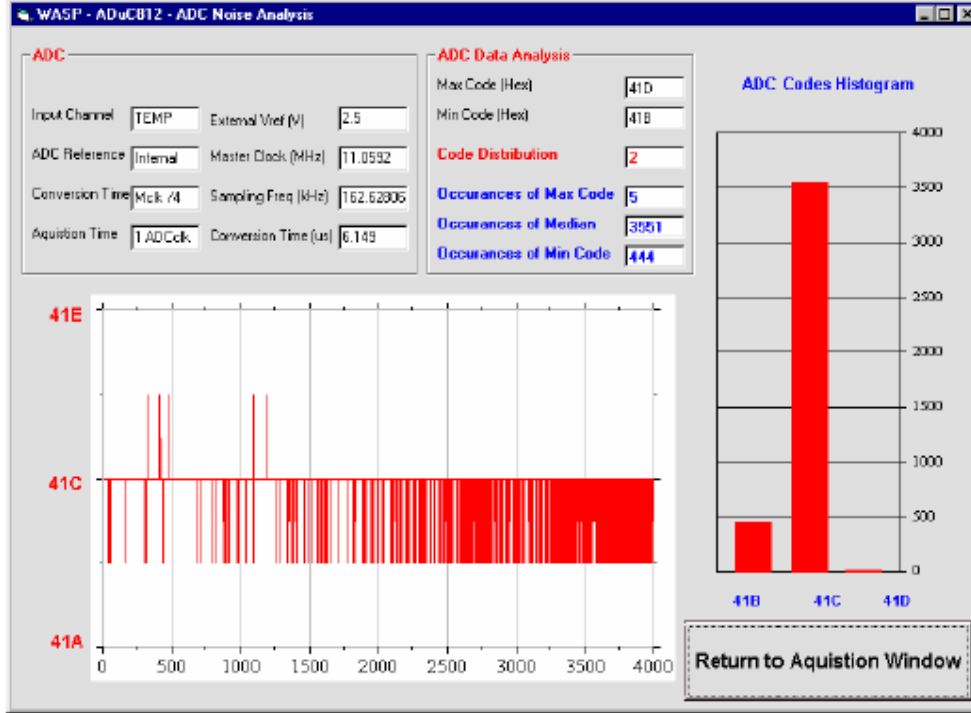 WASP - ADuC812 - ADC Noise Analysis
ADC
Input Channel TEMP External Vref (V) 2.5
ADC Reference Internal Master Clock (MHz) 11.0592
Conversion Time Mclk /4 Sampling Freq (kHz) 162.62806
Aquistion Time 1 ADCclk Conversion Time (us) 6.149
ADC Data Analysis
Max Code (Hex) 41D
Min Code (Hex) 41B
Code Distribution 2
Occurances of Max Code 5
Occurances of Median 3551
Occurances of Min Code 444
ADC Codes Histogram
4000
3500
3000
2500
2000
1500
1000
500
0
41B 41C 41D
41E
41C
41A
0 500 1000 1500 2000 2500 3000 3500 4000
Return to Aquistion Window